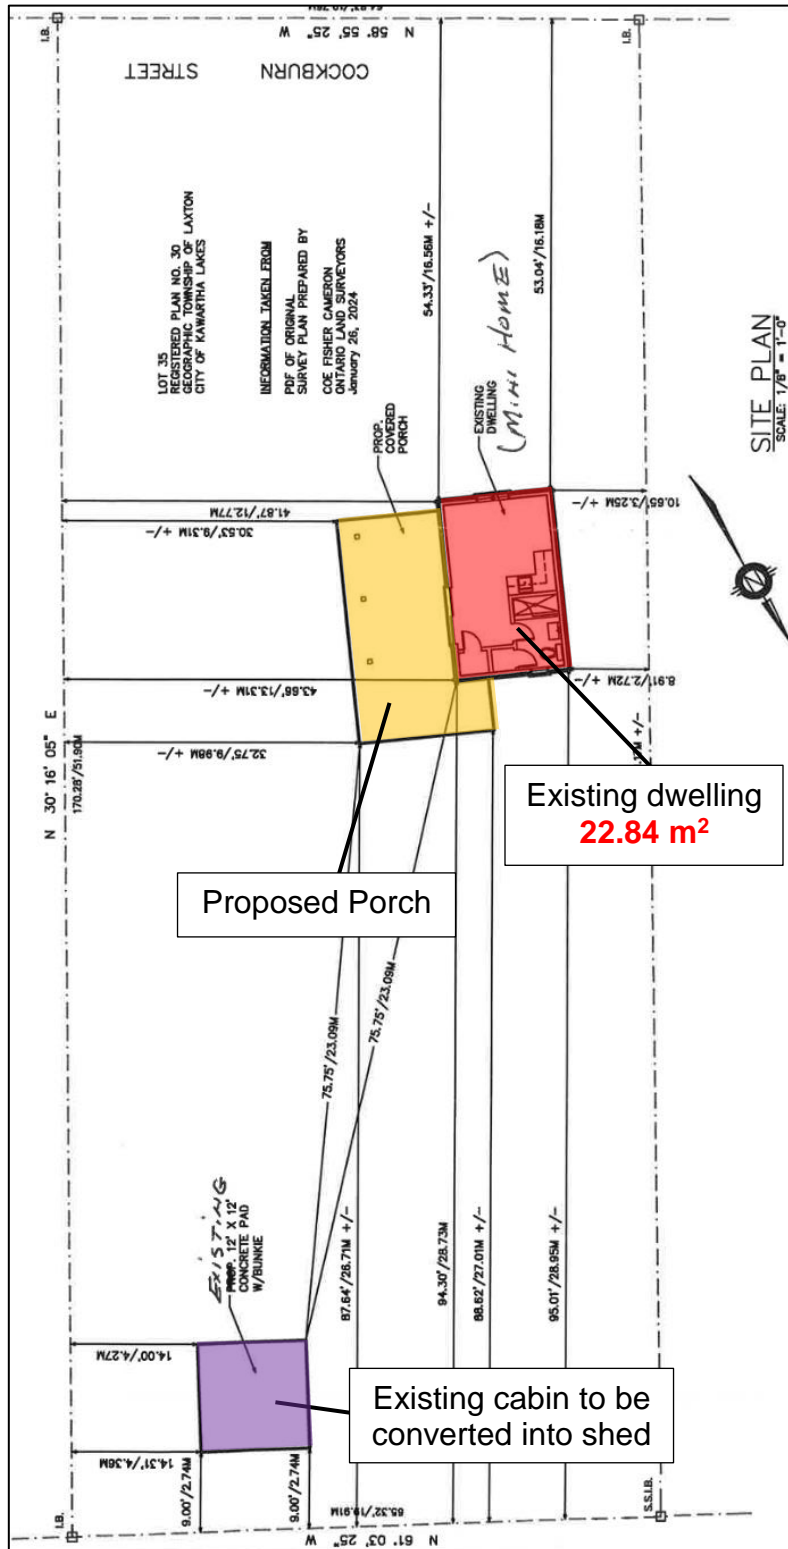 I.B.
N 58° 55' 25" W
I.B.
COCKBURN STREET
LOT 35
REGISTERED PLAN NO. 30
GEOGRAPHIC TOWNSHIP OF LAXTON
CITY OF KAWARTHA LAKES
INFORMATION TAKEN FROM
PDF OF ORIGINAL
SURVEY PLAN PREPARED BY
COE FISHER CAMERON
ONTARIO LAND SURVEYORS
January 26, 2024
54.33'/16.56M +/-
53.04'/16.18M
(MINI HOME)
EXISTING
DWELLING
PROP.
COVERED
PORCH
SITE PLAN
SCALE: 1/8" = 1'-0"
41.87'/12.77M
30.53'/9.31M +/-
10.65'/3.25M +/-
43.68'/13.31M +/-
8.91'/2.72M +/-
32.75'/9.98M +/-
N 30° 16' 05" E
170.28'/51.90M
Existing dwelling
22.84 m²
Proposed Porch
75.75'/23.09M
75.75'/23.09M
EXISTING
PROP. 12' X 12'
CONCRETE PAD
W/BUNKIE
87.64'/26.71M +/-
94.30'/28.73M
88.62'/27.01M +/-
95.01'/28.95M +/-
14.00'/4.27M
Existing cabin to be
converted into shed
14.31'/4.36M
9.00'/2.74M
9.00'/2.74M
65.32'/19.91M
I.B.
N 61° 03' 25" W
S.S.I.B.